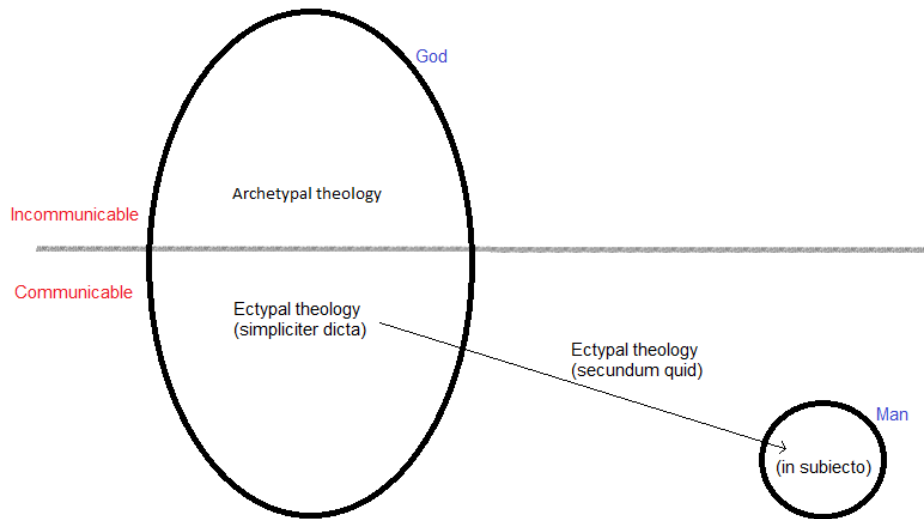 God
Archetypal theology
Incommunicable
Communicable
Ectypal theology
(simpliciter dicta)
Ectypal theology
(secundum quid)
Man
(in subiecto)